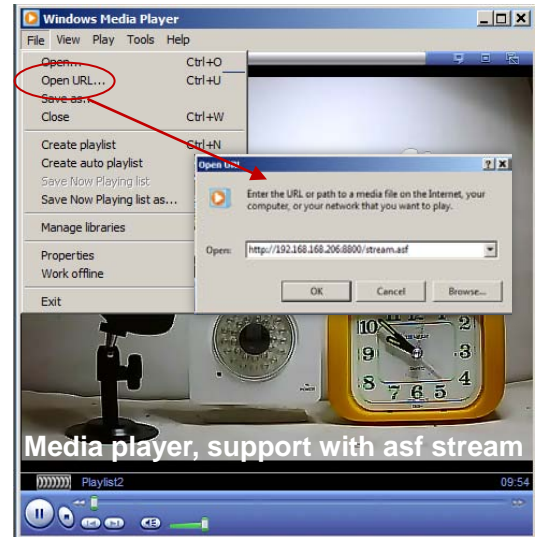 Windows Media Player
File View Play Tools Help
Open... Ctrl+O
Open URL... Ctrl+U
Save as...
Close Ctrl+W
Create playlist Ctrl+N
Create auto playlist
Save Now Playing list
Save Now Playing list as...
Manage libraries
Properties
Work offline
Exit
Open URL
Enter the URL or path to a media file on the Internet, your
computer, or your network that you want to play.
Open: http://192.168.168.206:8800/stream.asf
OK Cancel Browse...
10 2
9 3
8 7 6 5 4
Media player, support with asf stream
Playlist2 09:54